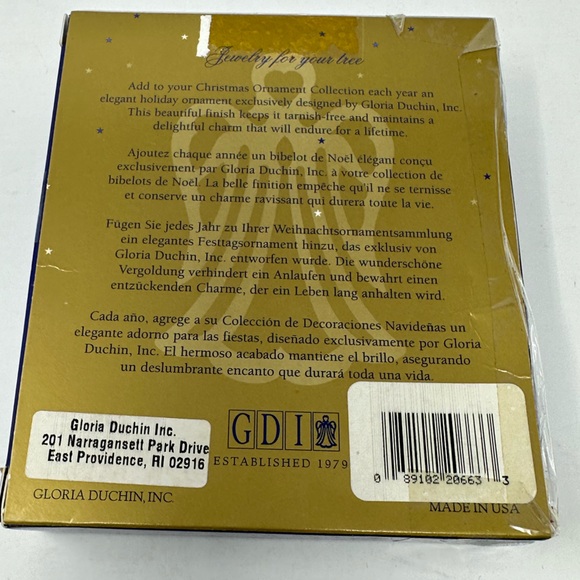 Jewelry for your tree
Add to your Christmas Ornament Collection each year an
elegant holiday ornament exclusively designed by Gloria Duchin, Inc.
This beautiful finish keeps it tarnish-free and maintains a
delightful charm that will endure for a lifetime.
Ajoutez chaque année un bibelot de Noël élégant conçu
exclusivement par Gloria Duchin, Inc. à votre collection de
bibelots de Noël. La belle finition empêche qu'il ne se ternisse
et conserve un charme ravissant qui durera toute la vie.
Fügen Sie jedes Jahr zu Ihrer Weihnachtsornamentsammlung
ein elegantes Festtagsornament hinzu, das exklusiv von
Gloria Duchin, Inc. entworfen wurde. Die wunderschöne
Vergoldung verhindert ein Anlaufen und bewahrt einen
entzückenden Charme, der ein Leben lang anhalten wird.
Cada año, agrege a su Colección de Decoraciones Navideñas un
elegante adorno para las fiestas, diseñado exclusivamente por Gloria
Duchin, Inc. El hermoso acabado mantiene el brillo, asegurando
un deslumbrante encanto que durará toda una vida.
Gloria Duchin Inc.
201 Narragansett Park Drive
East Providence, RI 02916
GDI
ESTABLISHED 1979
0 89102 20663 3
GLORIA DUCHIN, INC.
MADE IN USA